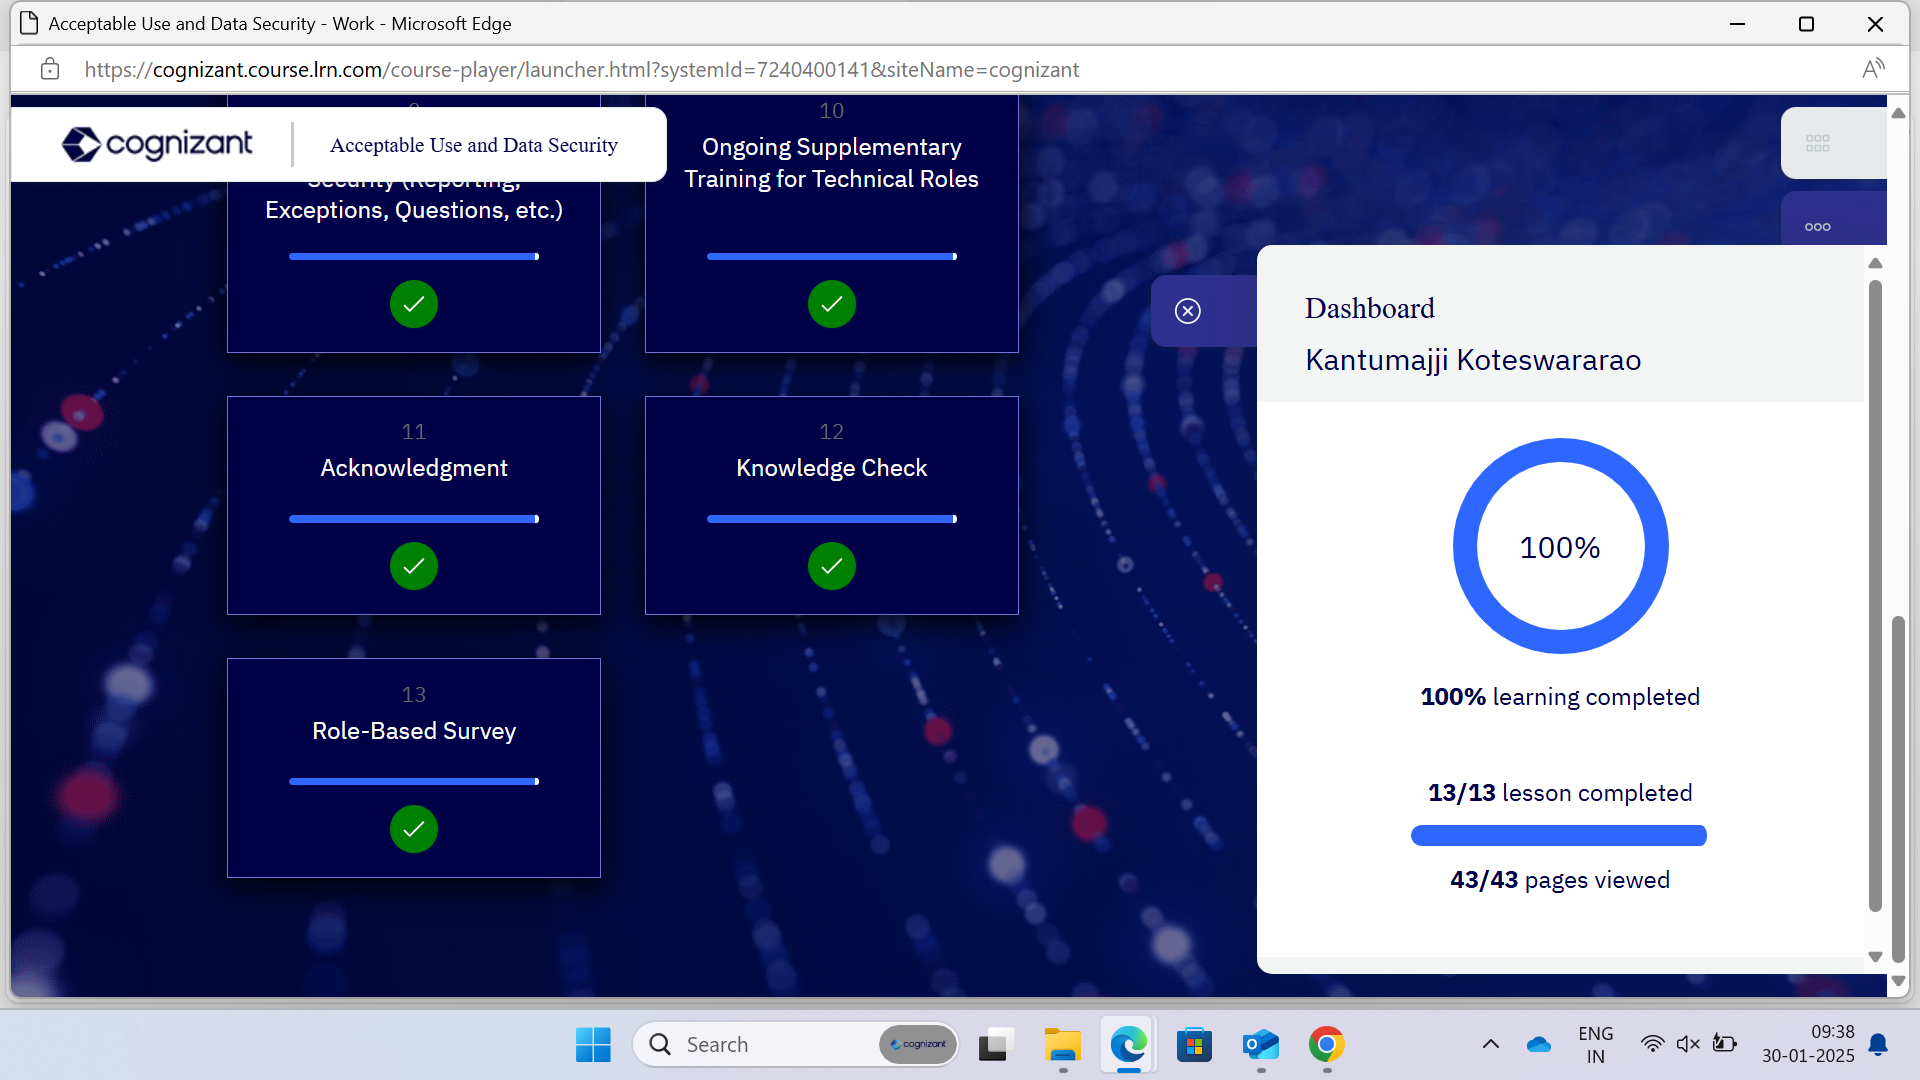 Acceptable Use and Data Security - Work - Microsoft Edge
https://cognizant.course.lrn.com/course-player/launcher.html?systemId=7240400141&siteName=cognizant
cognizant
Acceptable Use and Data Security
Security (Reporting,
Exceptions, Questions, etc.)
10
Ongoing Supplementary
Training for Technical Roles
11
Acknowledgment
12
Knowledge Check
13
Role-Based Survey
Dashboard
Kantumajji Koteswararao
100%
100% learning completed
13/13 lesson completed
43/43 pages viewed
Search
cognizant
ENG
IN
09:38
30-01-2025